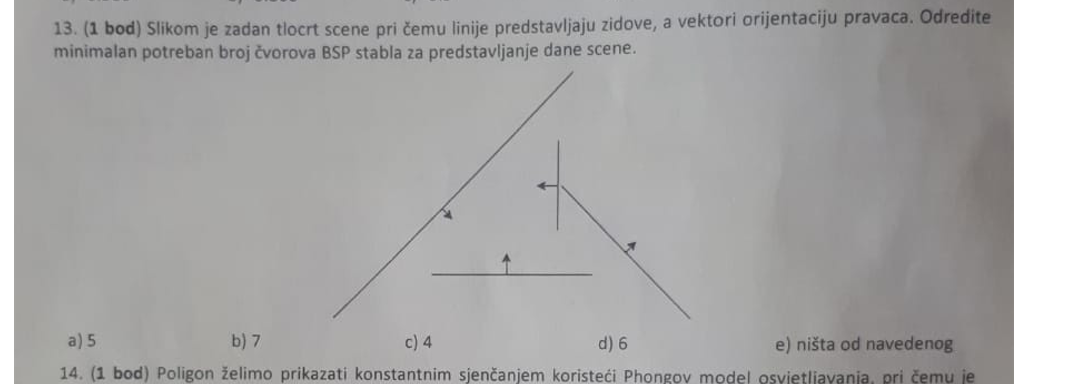 13. (1 bod) Slikom je zadan tlocrt scene pri čemu linije predstavljaju zidove, a vektori orijentaciju pravaca. Odredite
minimalan potreban broj čvorova BSP stabla za predstavljanje dane scene.
a) 5 b) 7 c) 4 d) 6 e) ništa od navedenog
14. (1 bod) Poligon želimo prikazati konstantnim sjenčanjem koristeći Phongov model osvjetljavanja, pri čemu je